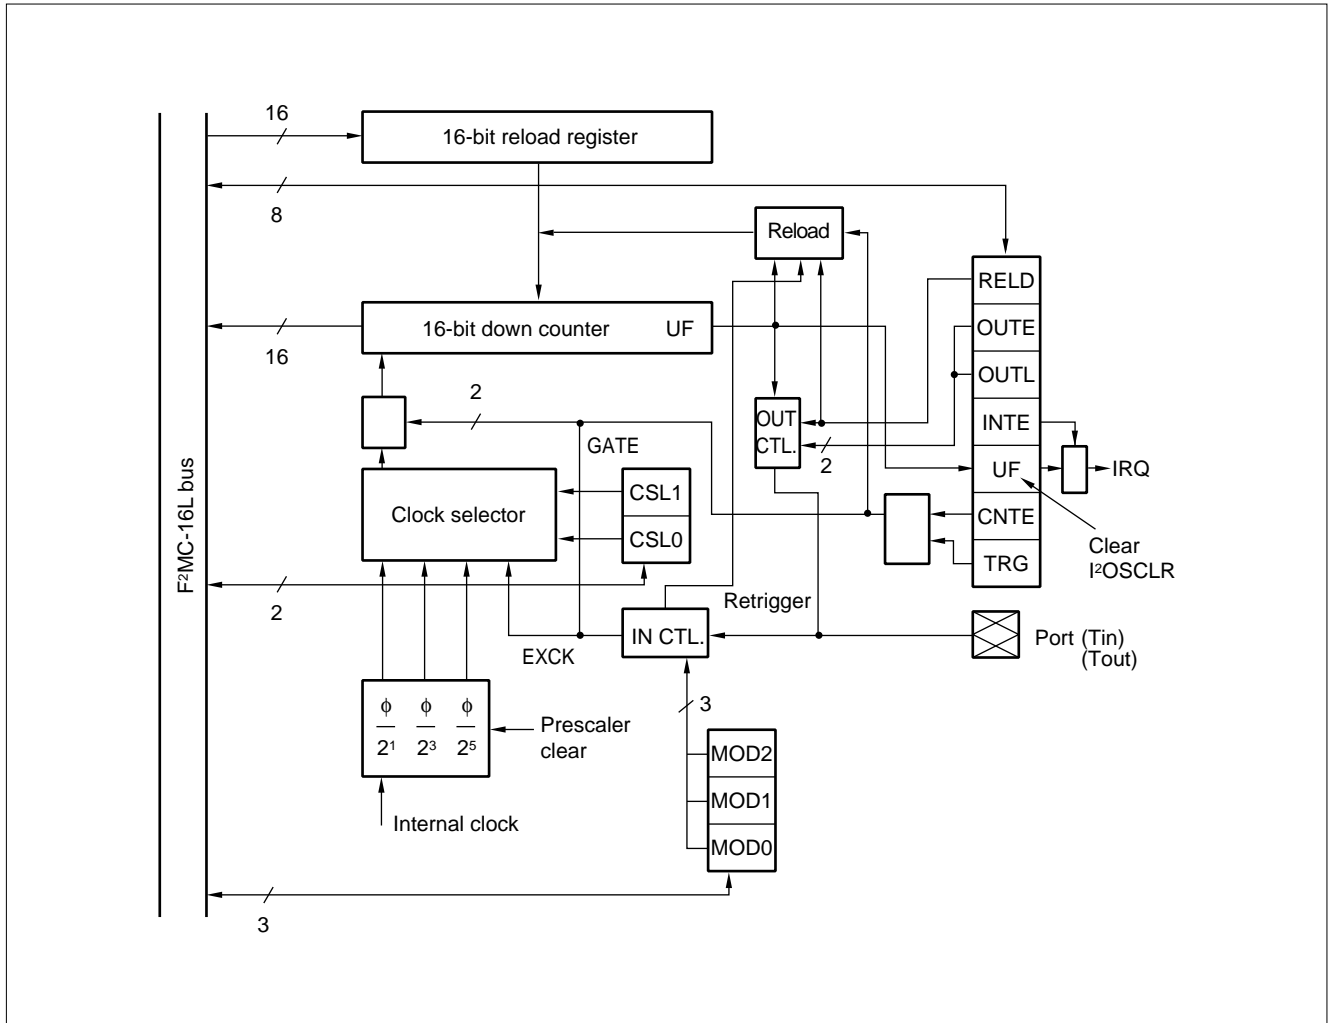 16
16-bit reload register
8
Reload
RELD
16-bit down counter UF
OUTE
16
OUTL
2
OUT
CTL.
INTE
GATE
2
UF
IRQ
CSL1
Clock selector
CSL0
CNTE
Clear
I²OSCLR
TRG
F²MC-16L bus
2
Retrigger
IN CTL.
Port (Tin)
(Tout)
EXCK
3
ϕ ϕ ϕ
2¹ 2³ 2⁵
Prescaler
clear
MOD2
MOD1
Internal clock
MOD0
3